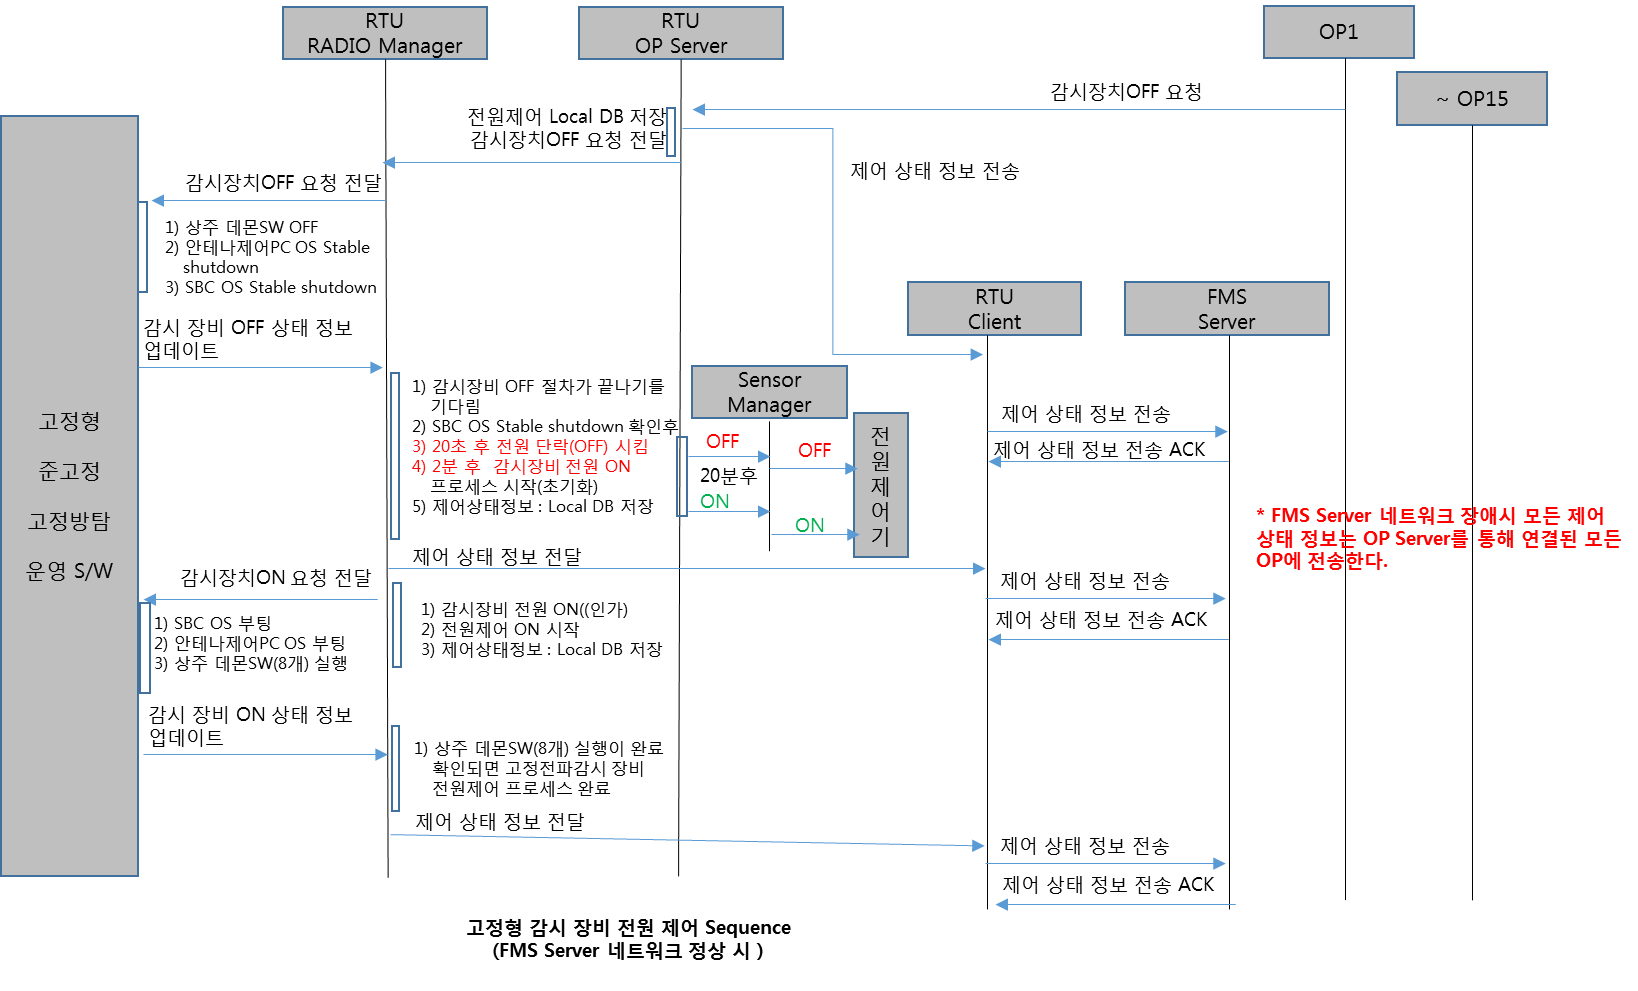 RTU
RADIO Manager
RTU
OP Server
OP1
~ OP15
감시장치OFF 요청
전원제어 Local DB 저장
감시장치OFF 요청 전달
제어 상태 정보 전송
감시장치OFF 요청 전달
1) 상주 데몬SW OFF
2) 안테나제어PC OS Stable
shutdown
3) SBC OS Stable shutdown
RTU
Client
FMS
Server
감시 장비 OFF 상태 정보
업데이트
1) 감시장비 OFF 절차가 끝나기를
기다림
2) SBC OS Stable shutdown 확인후
3) 20초 후 전원 단락(OFF) 시킴
4) 2분 후 감시장비 전원 ON
프로세스 시작(초기화)
5) 제어상태정보 : Local DB 저장
Sensor
Manager
OFF
OFF
20분후
ON
ON
전
원
제
어
기
제어 상태 정보 전송
제어 상태 정보 전송 ACK
고정형
준고정
고정방탐
운영 S/W
* FMS Server 네트워크 장애시 모든 제어
상태 정보는 OP Server를 통해 연결된 모든
OP에 전송한다.
제어 상태 정보 전달
감시장치ON 요청 전달
제어 상태 정보 전송
제어 상태 정보 전송 ACK
1) SBC OS 부팅
2) 안테나제어PC OS 부팅
3) 상주 데몬SW(8개) 실행
1) 감시장비 전원 ON((인가)
2) 전원제어 ON 시작
3) 제어상태정보 : Local DB 저장
감시 장비 ON 상태 정보
업데이트
1) 상주 데몬SW(8개) 실행이 완료
확인되면 고정전파감시 장비
전원제어 프로세스 완료
제어 상태 정보 전달
제어 상태 정보 전송
제어 상태 정보 전송 ACK
고정형 감시 장비 전원 제어 Sequence
(FMS Server 네트워크 정상 시 )